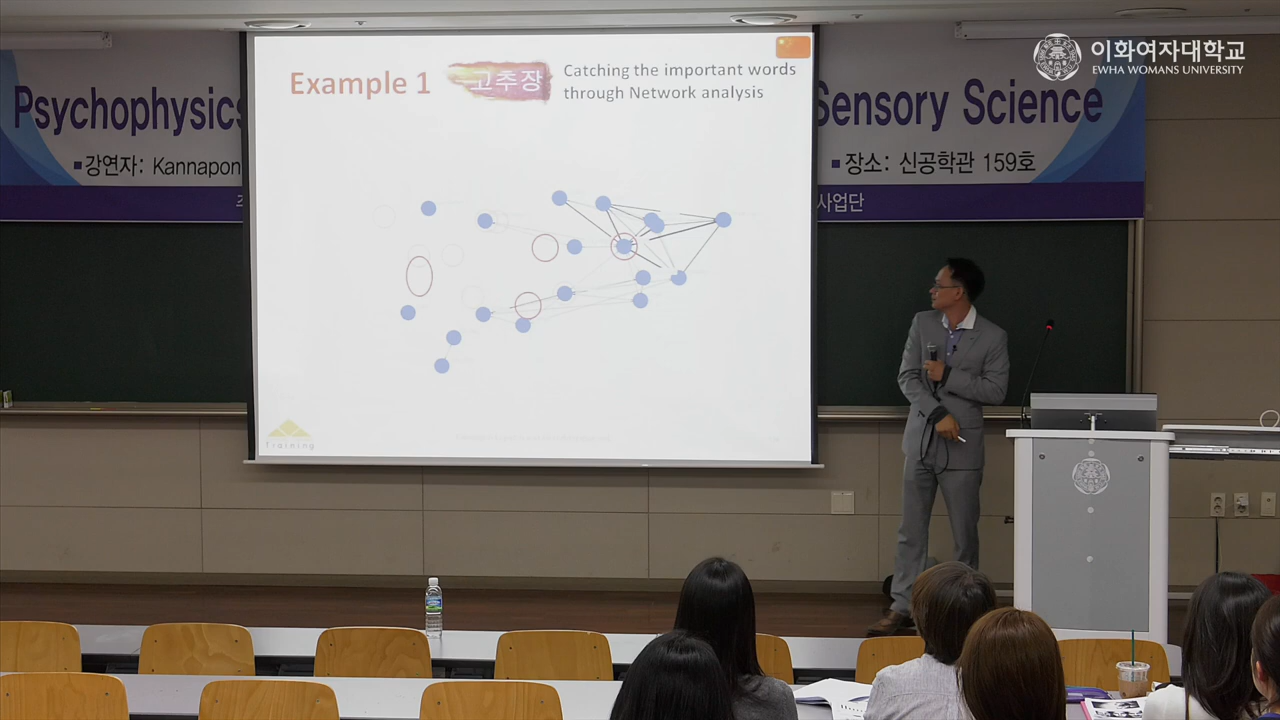 이화여자대학교
EWHA WOMANS UNIVERSITY
Example 1
고추장
Catching the important words
through Network analysis
Psychophysics
Sensory Science
■강연자: Kannapon
■장소: 신공학관 159호
사업단
Training